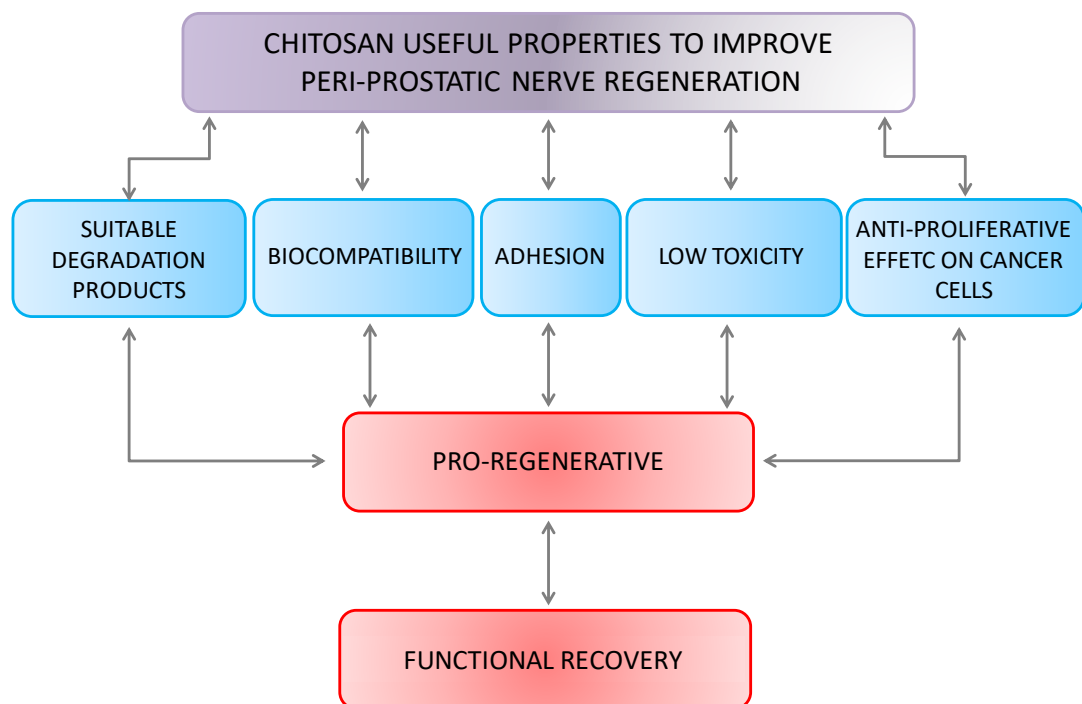 CHITOSAN USEFUL PROPERTIES TO IMPROVE
PERI-PROSTATIC NERVE REGENERATION
SUITABLE
DEGRADATION
PRODUCTS
BIOCOMPATIBILITY
ADHESION
LOW TOXICITY
ANTI-PROLIFERATIVE
EFFETC ON CANCER
CELLS
PRO-REGENERATIVE
FUNCTIONAL RECOVERY